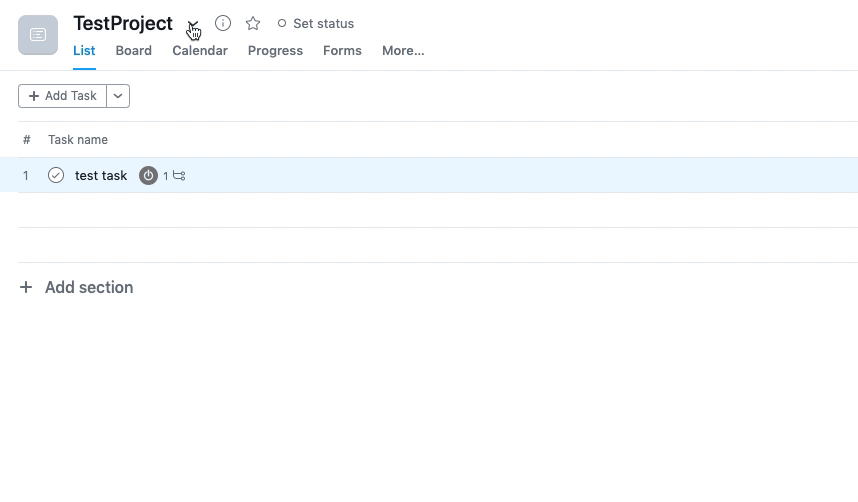 TestProject
Set status
List Board Calendar Progress Forms More...
+ Add Task
# Task name
1 test task 1
+ Add section